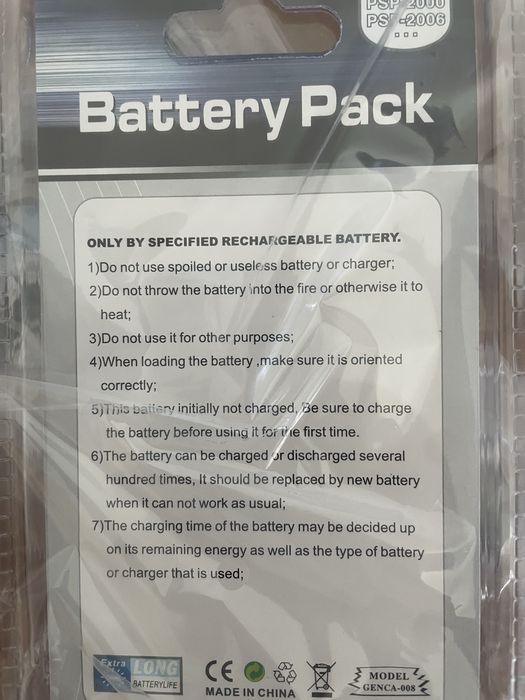 PSP-2000
PSP-2006
Battery Pack
ONLY BY SPECIFIED RECHARGEABLE BATTERY.
1)Do not use spoiled or useless battery or charger;
2)Do not throw the battery into the fire or otherwise it to
heat;
3)Do not use it for other purposes;
4)When loading the battery ,make sure it is oriented
correctly;
5)This battery initially not charged, Be sure to charge
the battery before using it for the first time.
6)The battery can be charged or discharged several
hundred times, It should be replaced by new battery
when it can not work as usual;
7)The charging time of the battery may be decided up
on its remaining energy as well as the type of battery
or charger that is used;
Extra LONG
BATTERYLIFE
CE
MADE IN CHINA
MODEL
GENCA-008